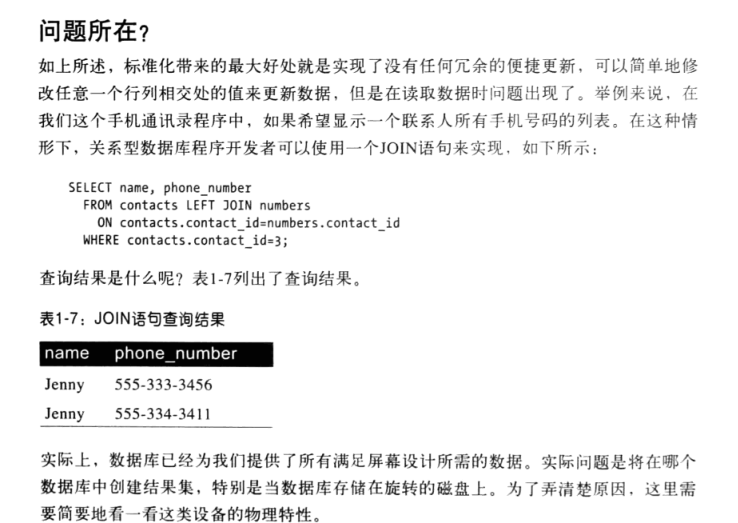 问题所在?
如上所述，标准化带来的最大好处就是实现了没有任何冗余的便捷更新，可以简单地修
改任意一个行列相交处的值来更新数据，但是在读取数据时问题出现了。举例来说，在
我们这个手机通讯录程序中，如果希望显示一个联系人所有手机号码的列表。在这种情
形下，关系型数据库程序开发者可以使用一个JOIN语句来实现，如下所示：
SELECT name, phone_number
FROM contacts LEFT JOIN numbers
ON contacts.contact_id=numbers.contact_id
WHERE contacts.contact_id=3;
查询结果是什么呢？表1-7列出了查询结果。
表1-7：JOIN语句查询结果
name phone_number
Jenny 555-333-3456
Jenny 555-334-3411
实际上，数据库已经为我们提供了所有满足屏幕设计所需的数据。实际问题是将在哪个
数据库中创建结果集，特别是当数据库存储在旋转的磁盘上。为了弄清楚原因，这里需
要简要地看一看这类设备的物理特性。